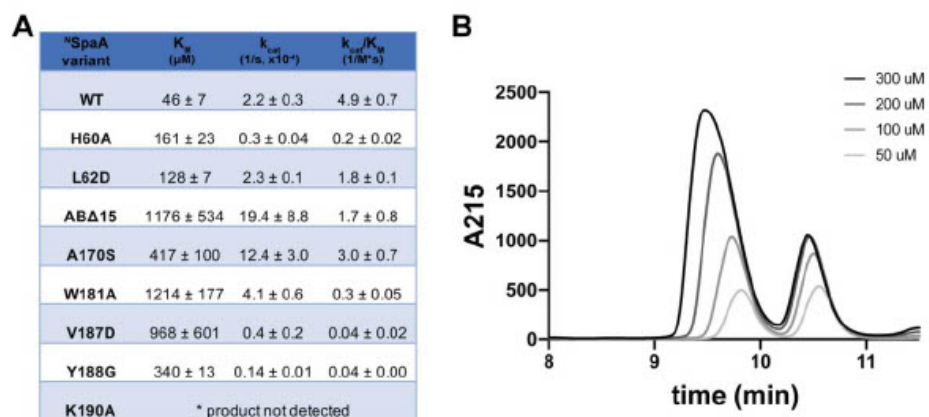 A
ᴺSpaA variant K_M (µM) k_cat (1/s, x10⁻⁴) k_cat/K_M (1/M*s)
WT 46 ± 7 2.2 ± 0.3 4.9 ± 0.7
H60A 161 ± 23 0.3 ± 0.04 0.2 ± 0.02
L62D 128 ± 7 2.3 ± 0.1 1.8 ± 0.1
ABΔ15 1176 ± 534 19.4 ± 8.8 1.7 ± 0.8
A170S 417 ± 100 12.4 ± 3.0 3.0 ± 0.7
W181A 1214 ± 177 4.1 ± 0.6 0.3 ± 0.05
V187D 968 ± 601 0.4 ± 0.2 0.04 ± 0.02
Y188G 340 ± 13 0.14 ± 0.01 0.04 ± 0.00
K190A * product not detected
B
300 uM
200 uM
100 uM
50 uM
2500
2000
1500
1000
500
0
A215
8 9 10 11
time (min)